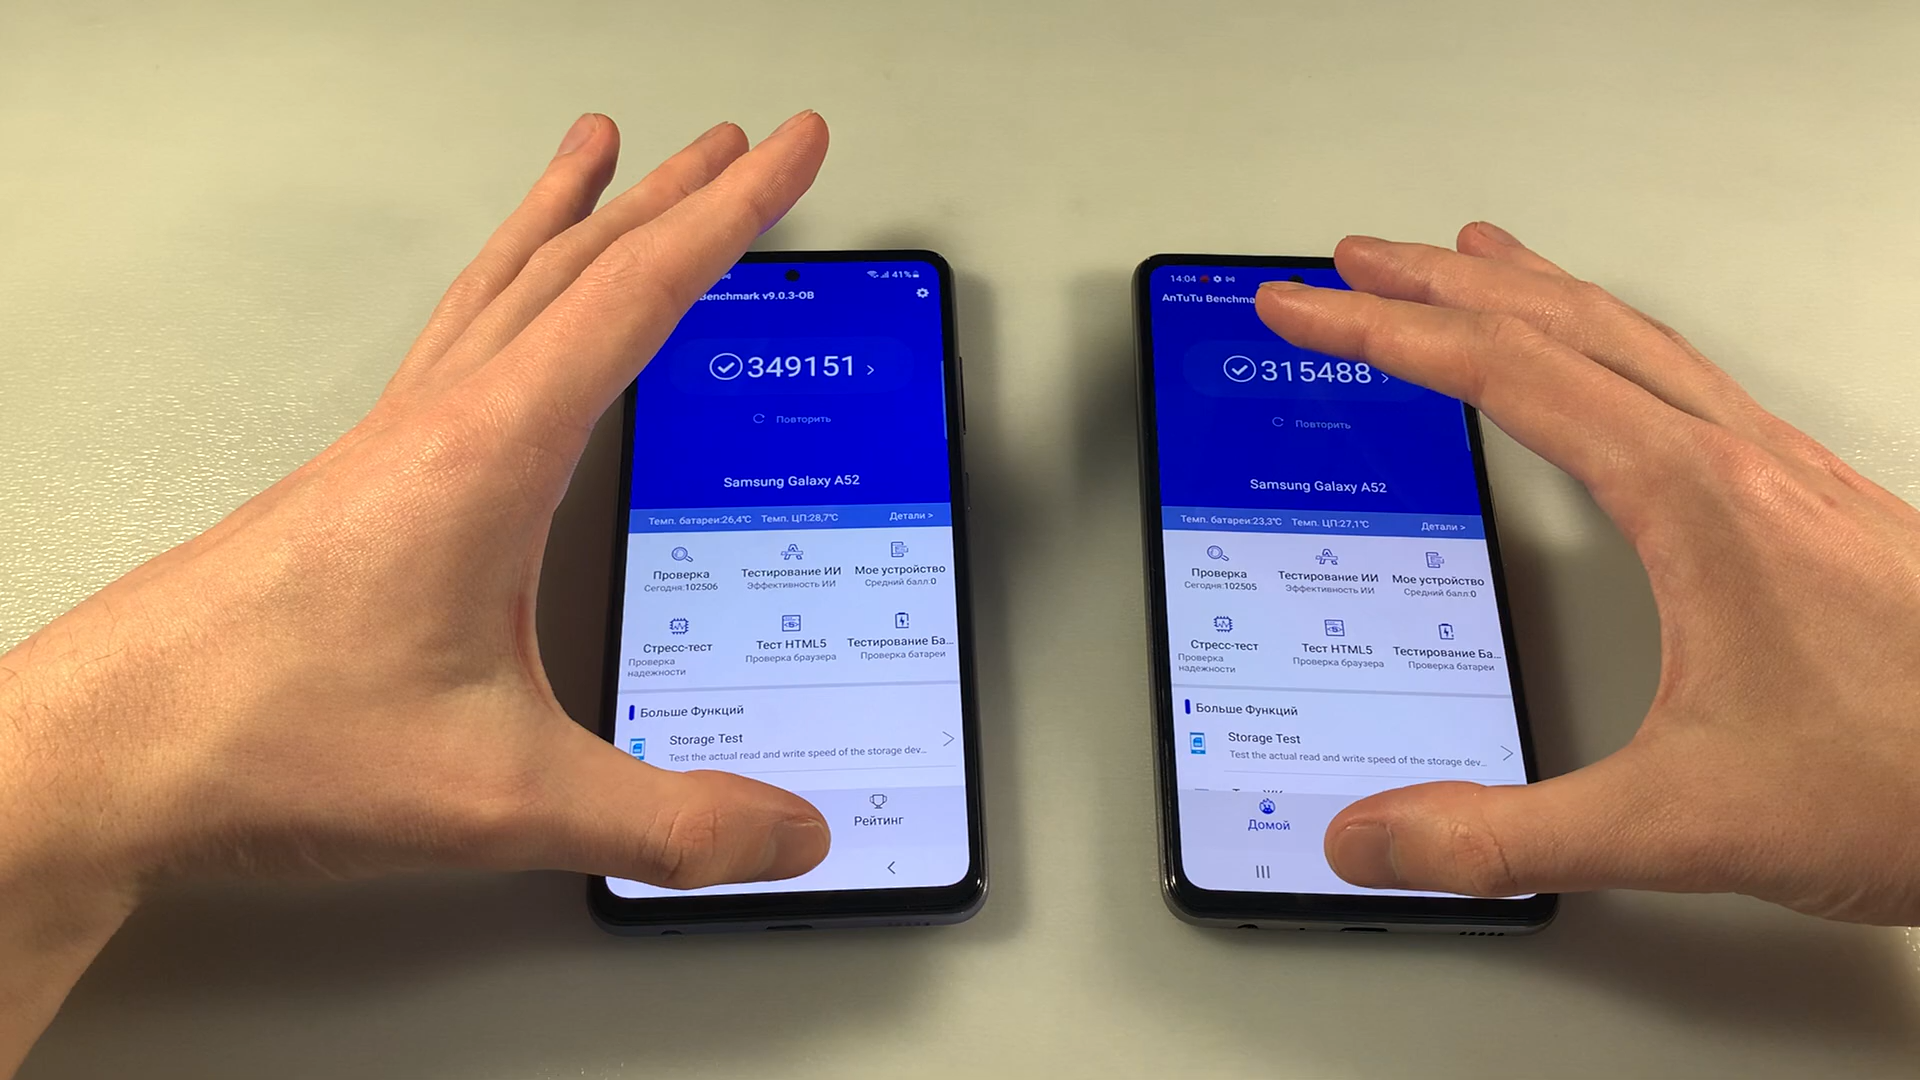 41%
Benchmark v9.0.3-OB
349151 >
Повторить
Samsung Galaxy A52
Темп. батареи:26,4℃ Темп. ЦП:28,7℃ Детали >
Проверка
Сегодня:102506
Тестирование ИИ
Эффективность ИИ
Мое устройство
Средний балл:0
Стресс-тест
Проверка
надежности
Тест HTML5
Проверка браузера
Тестирование Ба...
Проверка батареи
Больше Функций
Storage Test
Test the actual read and write speed of the storage dev...
Рейтинг
14:04
AnTuTu Benchma
315488 >
Повторить
Samsung Galaxy A52
Темп. батареи:23,3℃ Темп. ЦП:27,1℃ Детали >
Проверка
Сегодня:102505
Тестирование ИИ
Эффективность ИИ
Мое устройство
Средний балл:0
Стресс-тест
Проверка
надежности
Тест HTML5
Проверка браузера
Тестирование Ба...
Проверка батареи
Больше Функций
Storage Test
Test the actual read and write speed of the storage dev...
Домой